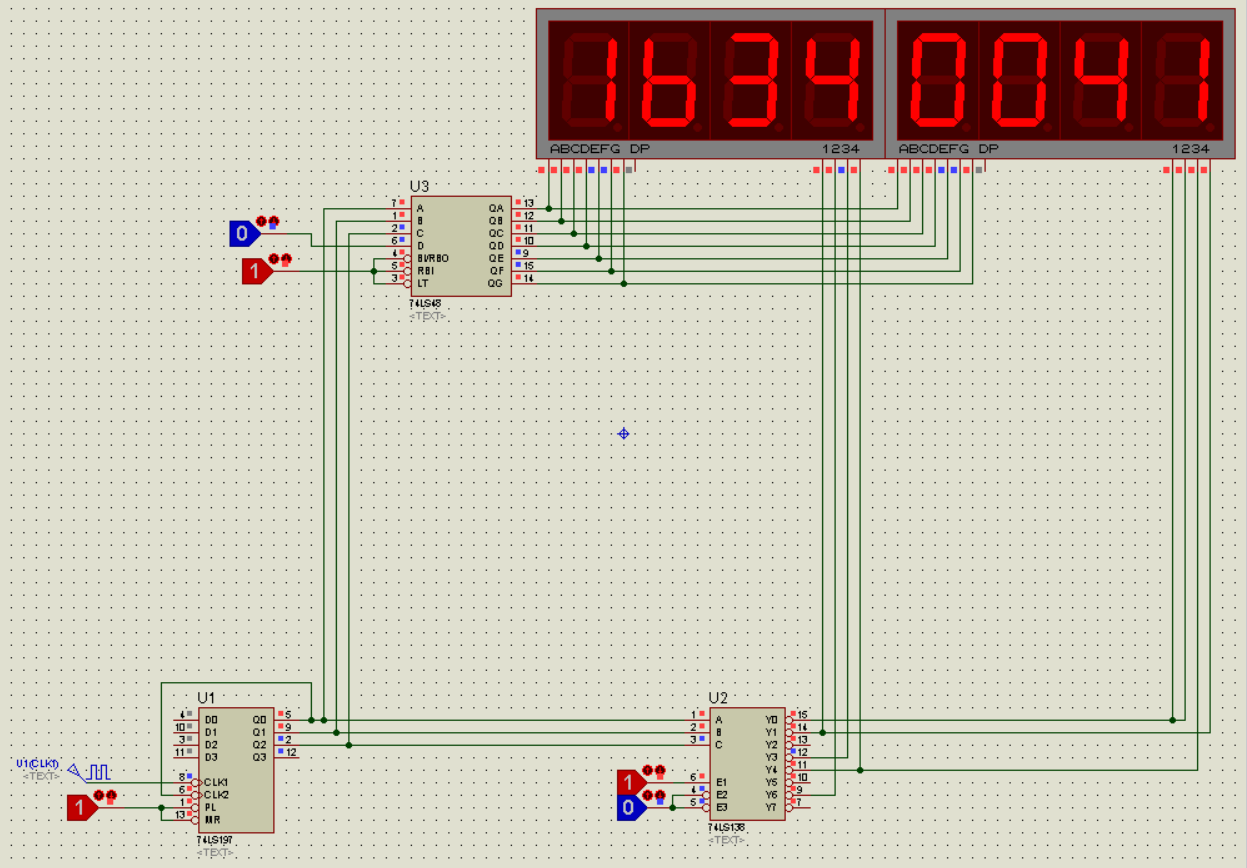 1634 0041
ABCDEFG DP 1234 ABCDEFG DP 1234
U3
7 A QA 13
1 B QB 12
2 C QC 11
6 D QD 10
4 BI/RBO QE 9
5 RBI QF 15
3 LT QG 14
74LS48
<TEXT>
0
1
U1
4 D0 Q0 5
10 D1 Q1 9
3 D2 Q2 2
11 D3 Q3 12
8 CLK1
6 CLK2
1 PL
13 MR
74LS197
<TEXT>
U1(CLK1)
<TEXT>
1
U2
1 A Y0 15
2 B Y1 14
3 C Y2 13
Y3 12
Y4 11
6 E1 Y5 10
4 E2 Y6 9
5 E3 Y7 7
74LS138
<TEXT>
1
0